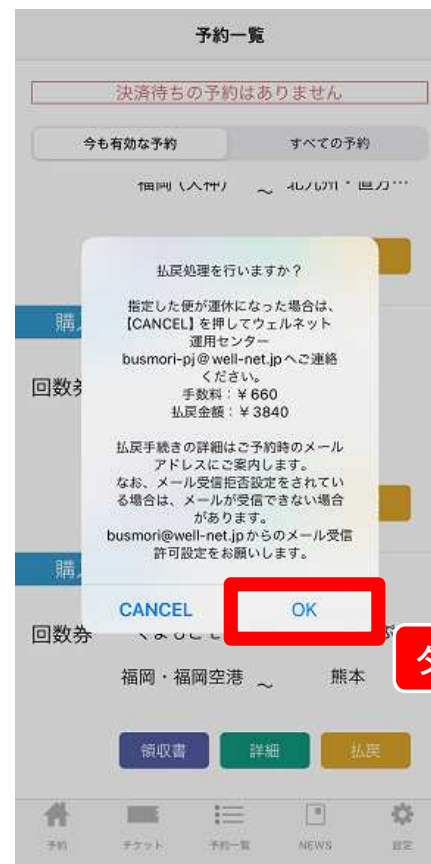 予約一覧
決済待ちの予約はありません
今も有効な予約 すべての予約
払戻処理を行いますか？
指定した便が運休になった場合は、
【CANCEL】を押してウェルネット
運用センター
busmori-pj@well-net.jpへご連絡
ください。
手数料：¥660
払戻金額：¥3840
払戻手続きの詳細はご予約時のメール
アドレスにご案内します。
なお、メール受信拒否設定をされてい
る場合は、メールが受信できない場合
があります。
busmori@well-net.jpからのメール受信
許可設定をお願いします。
購
回数
購
CANCEL OK
回数券
タ
福岡・福岡空港 ～ 熊本
領収書 詳細 払戻
予約 チケット 予約一覧 NEWS 設定